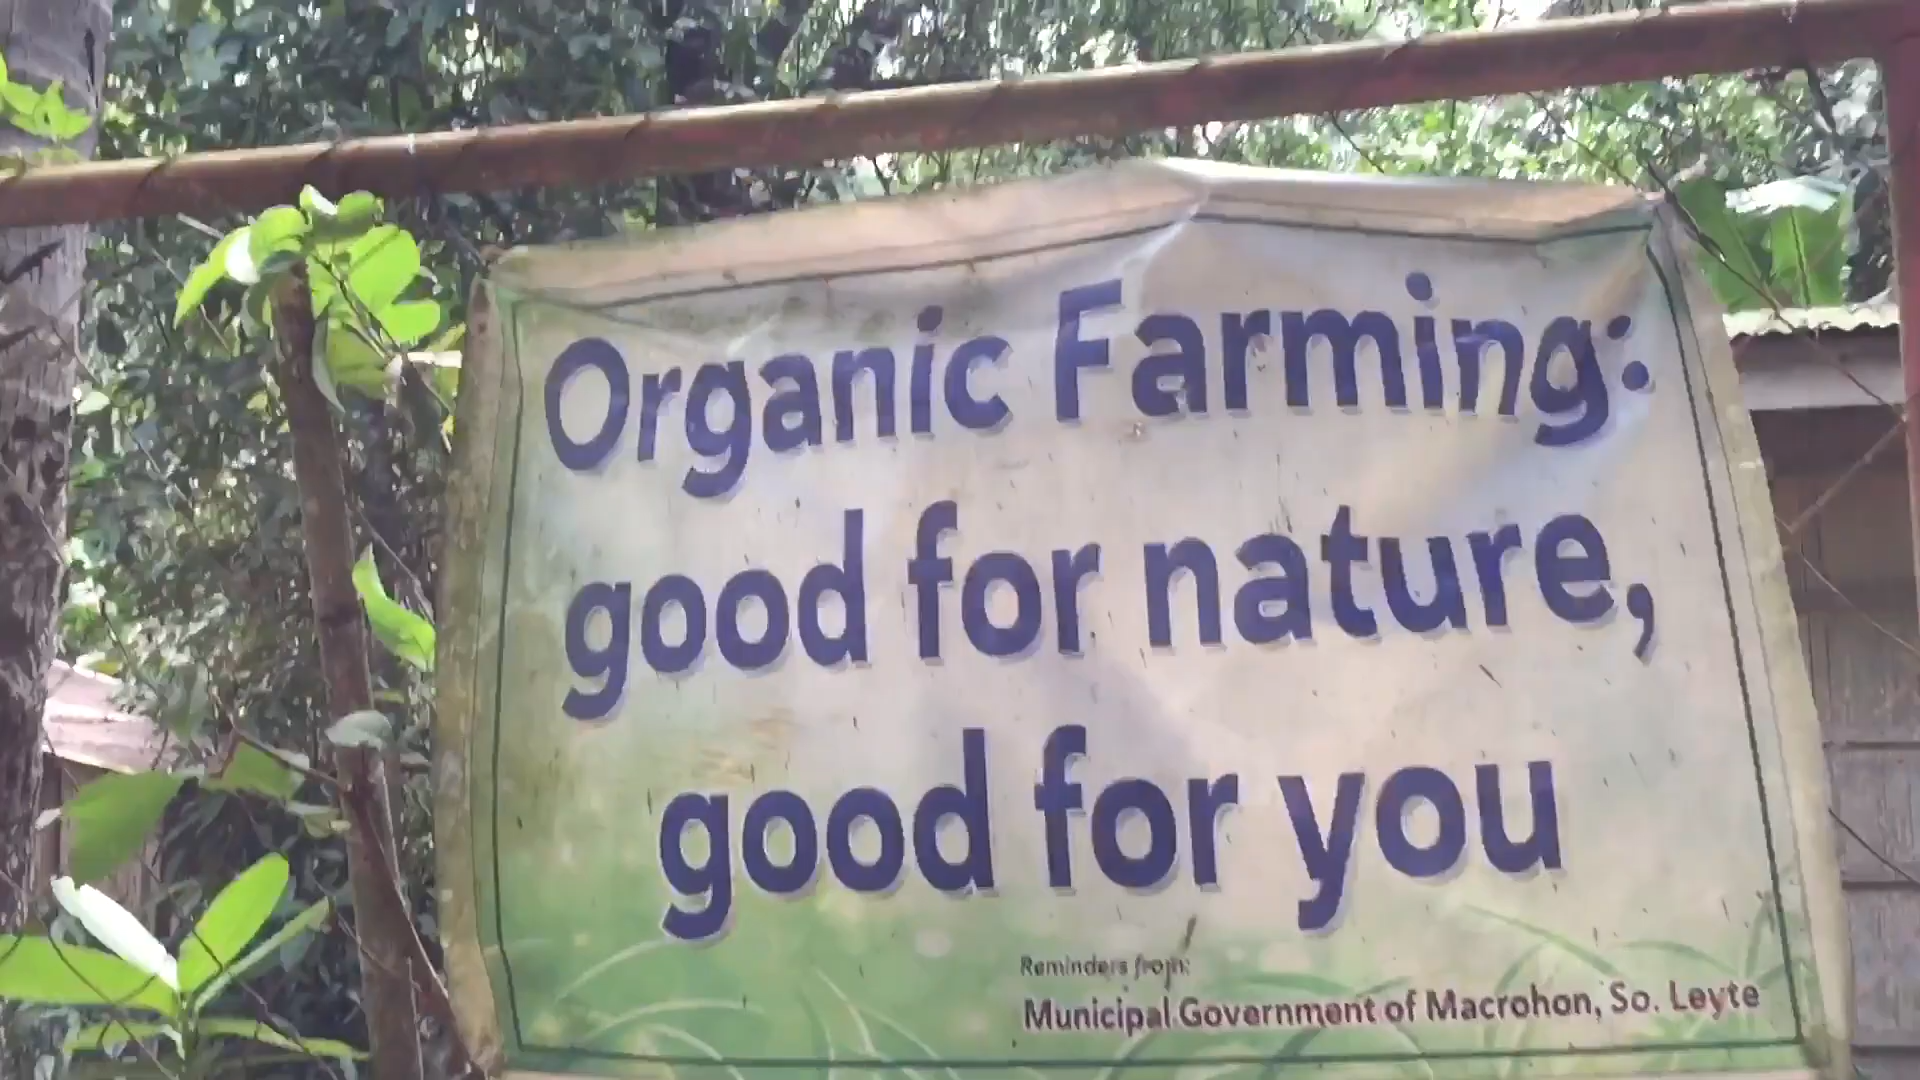 Organic Farming:
good for nature,
good for you
Reminders from:
Municipal Government of Macrohon, So. Leyte